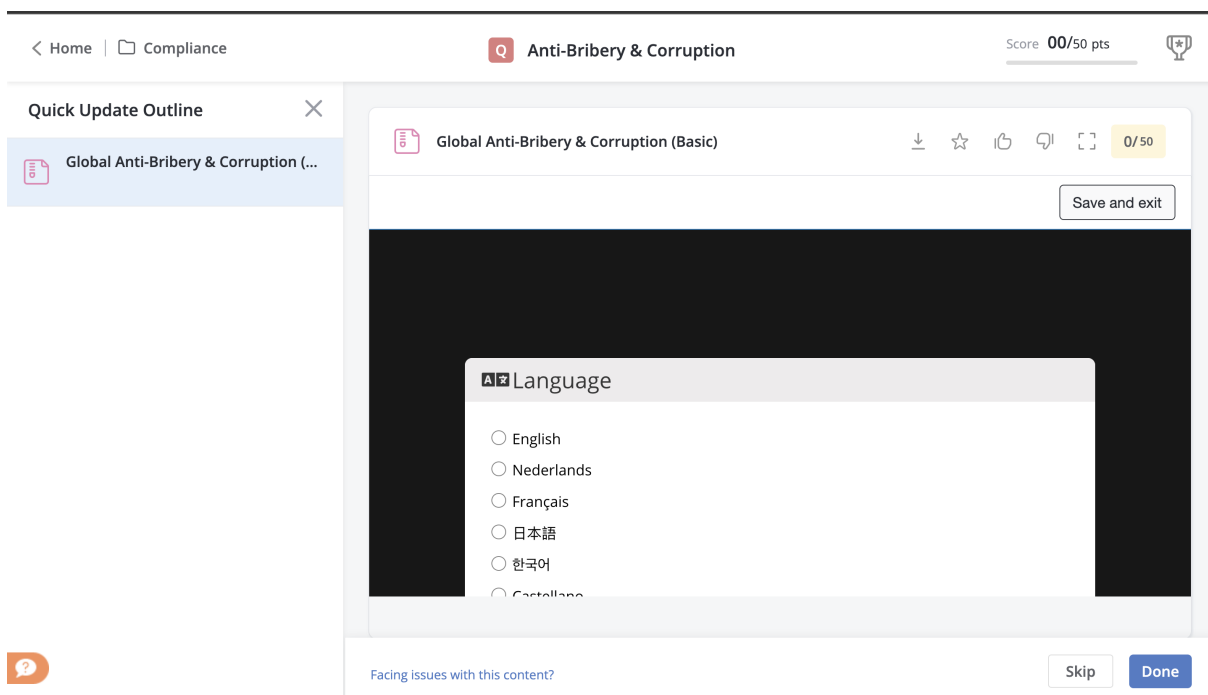 Home | Compliance
Q Anti-Bribery & Corruption
Score 00/50 pts
Quick Update Outline
Global Anti-Bribery & Corruption (...
Global Anti-Bribery & Corruption (Basic)
0/50
Save and exit
A Language
English
Nederlands
Français
日本語
한국어
Castellano
Facing issues with this content?
Skip
Done
?